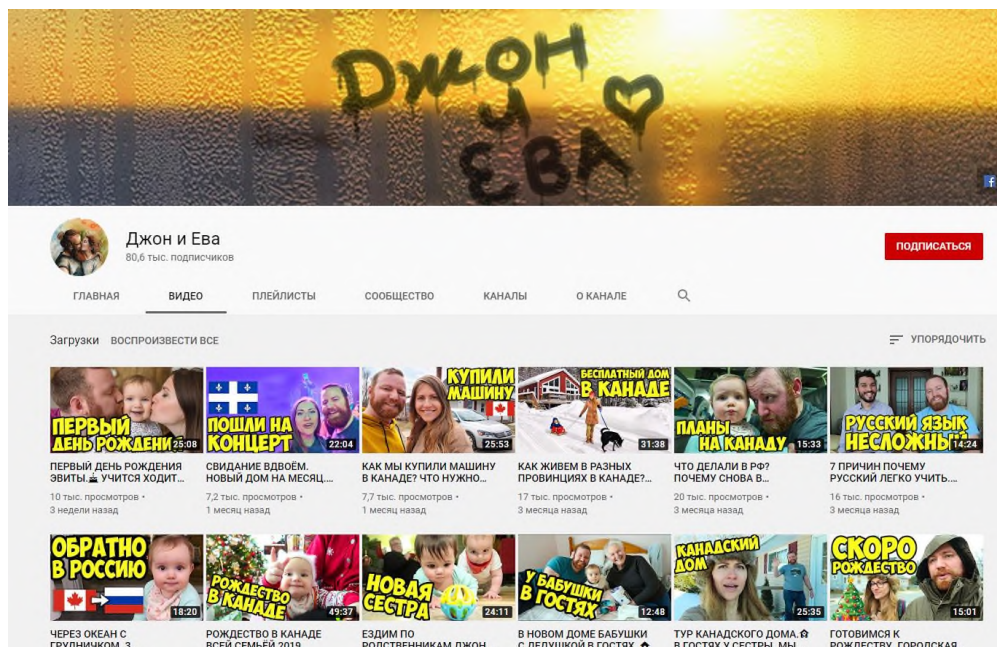 Джон
и
Ева
Джон и Ева
80,6 тыс. подписчиков
ПОДПИСАТЬСЯ
ГЛАВНАЯ ВИДЕО ПЛЕЙЛИСТЫ СООБЩЕСТВО КАНАЛЫ О КАНАЛЕ
Загрузки ВОСПРОИЗВЕСТИ ВСЕ УПОРЯДОЧИТЬ
ПЕРВЫЙ
ДЕНЬ РОЖДЕНИ
25:08
ПЕРВЫЙ ДЕНЬ РОЖДЕНИЯ
ЭВИТЫ. УЧИТСЯ ХОДИТ...
10 тыс. просмотров •
3 недели назад
ПОШЛИ НА
КОНЦЕРТ
22:04
СВИДАНИЕ ВДВОЁМ.
НОВЫЙ ДОМ НА МЕСЯЦ....
7,2 тыс. просмотров •
1 месяц назад
КУПИЛИ
МАШИНУ
25:53
КАК МЫ КУПИЛИ МАШИНУ
В КАНАДЕ? ЧТО НУЖНО...
7,7 тыс. просмотров •
1 месяц назад
БЕСПЛАТНЫЙ ДОМ
В КАНАДЕ
31:38
КАК ЖИВЕМ В РАЗНЫХ
ПРОВИНЦИЯХ В КАНАДЕ?...
17 тыс. просмотров •
3 месяца назад
ПЛАНЫ
НА КАНАДУ
15:33
ЧТО ДЕЛАЛИ В РФ?
ПОЧЕМУ СНОВА В...
20 тыс. просмотров •
3 месяца назад
РУССКИЙ ЯЗЫК
НЕСЛОЖНЫЙ
14:24
7 ПРИЧИН ПОЧЕМУ
РУССКИЙ ЛЕГКО УЧИТЬ....
16 тыс. просмотров •
3 месяца назад
ОБРАТНО
В РОССИЮ
18:20
ЧЕРЕЗ ОКЕАН С
ГРУДНИЧКОМ. 3
РОЖДЕСТВО
В КАНАДЕ
49:37
РОЖДЕСТВО В КАНАДЕ
ВСЕЙ СЕМЬЁЙ 2019
НОВАЯ
СЕСТРА
24:11
ЕЗДИМ ПО
РОДСТВЕННИКАМ ДЖОН
У БАБУШКИ
В ГОСТЯХ
12:48
В НОВОМ ДОМЕ БАБУШКИ
С ДЕДУШКОЙ В ГОСТЯХ.
КАНАДСКИЙ
ДОМ
25:35
ТУР КАНАДСКОГО ДОМА.
В ГОСТЯХ У СЕСТРЫ. МЫ
СКОРО
РОЖДЕСТВО
15:01
ГОТОВИМСЯ К
РОЖДЕСТВУ. ГОРОДСКАЯ